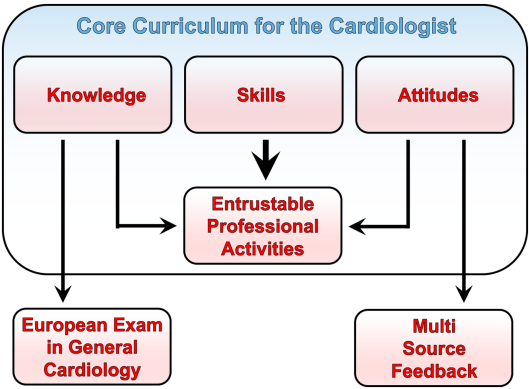 Core Curriculum for the Cardiologist
Knowledge
Skills
Attitudes
Entrustable
Professional
Activities
European Exam
in General
Cardiology
Multi
Source
Feedback